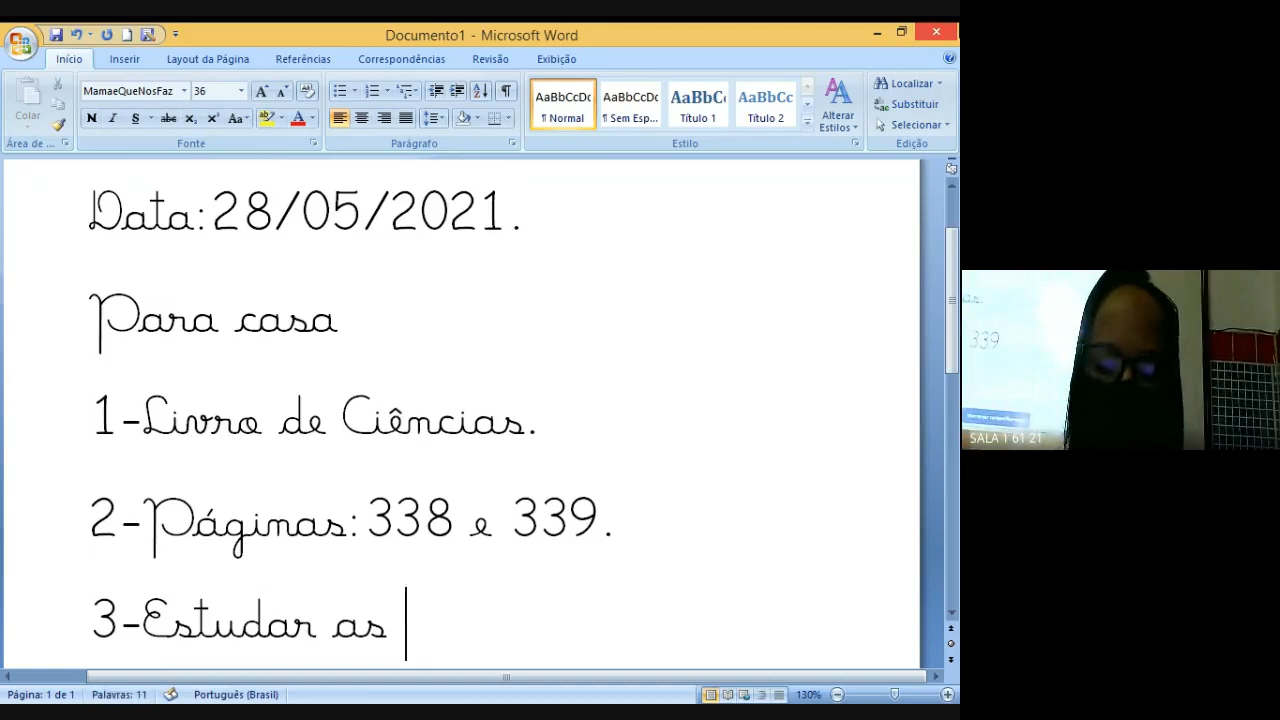 Documento1 - Microsoft Word
Início Inserir Layout da Página Referências Correspondências Revisão Exibição
Colar
MamaeQueNosFaz 36
AaBbCcDc AaBbCcDc AaBbC AaBbCc
¶ Normal ¶ Sem Esp... Título 1 Título 2
Alterar Estilos
Localizar
Substituir
Selecionar
Área de ... Fonte Parágrafo Estilo Edição
Data: 28/05/2021.
Para casa
1-Livro de Ciências.
2-Páginas: 338 e 339.
3-Estudar as
339
SALA 1 61 21
Página: 1 de 1 Palavras: 11 Português (Brasil) 130%